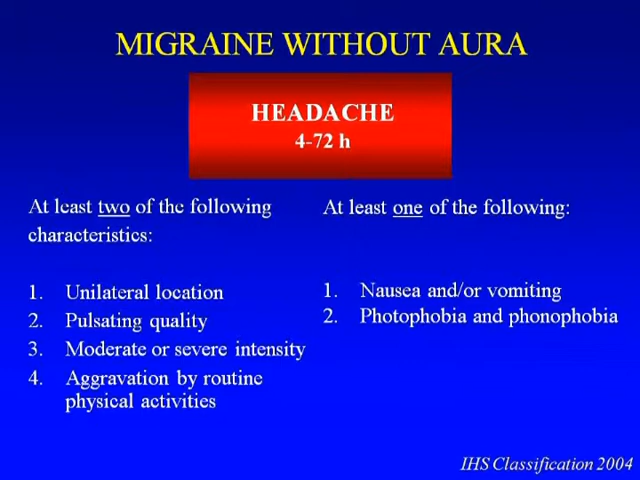 MIGRAINE WITHOUT AURA
HEADACHE
4-72 h
At least two of the following
characteristics:
1. Unilateral location
2. Pulsating quality
3. Moderate or severe intensity
4. Aggravation by routine
physical activities
At least one of the following:
1. Nausea and/or vomiting
2. Photophobia and phonophobia
IHS Classification 2004